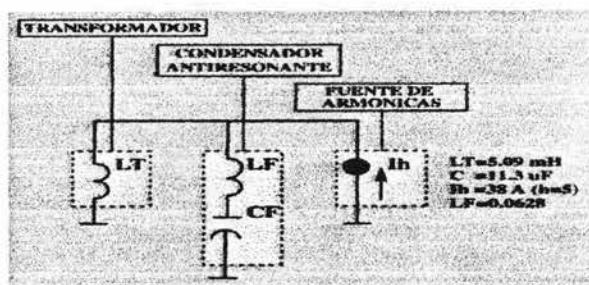 TRANSFORMADOR
CONDENSADOR
ANTIRESONANTE
FUENTE DE
ARMONICAS
LT
LF
CF
Ih
LT=5.09 mH
C =11.3 uF
Ih =38 A (h=5)
LF=0.0628